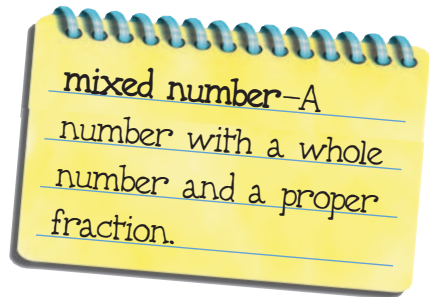 mixed number–A
number with a whole
number and a proper
fraction.